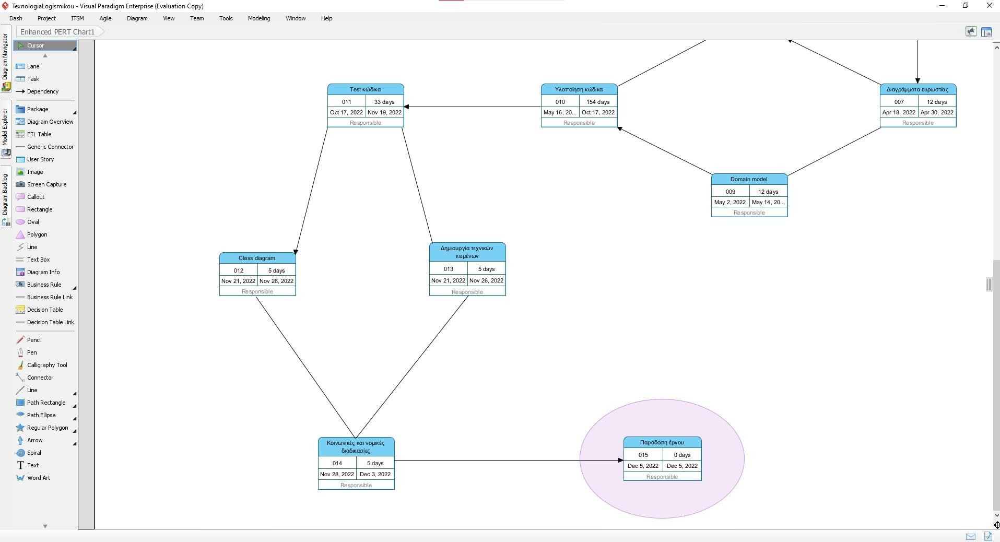 TexnologiaLogismikou - Visual Paradigm Enterprise (Evaluation Copy)
Dash Project ITSM Agile Diagram View Team Tools Modeling Window Help
Enhanced PERT Chart1
Diagram Navigator
Model Explorer
Diagram Backlog
Cursor
Lane
Task
Dependency
Package
Diagram Overview
ETL Table
Generic Connector
User Story
Image
Screen Capture
Callout
Rectangle
Oval
Polygon
Line
Text Box
Diagram Info
Business Rule
Business Rule Link
Decision Table
Decision Table Link
Pencil
Pen
Calligraphy Tool
Connector
Line
Path Rectangle
Path Ellipse
Regular Polygon
Arrow
Spiral
Text
Word Art
Test κώδικα
011 33 days
Oct 17, 2022 Nov 19, 2022
Responsible
Υλοποίηση κώδικα
010 154 days
May 16, 20... Oct 17, 2022
Responsible
Διαγράμματα ευρωστίας
007 12 days
Apr 18, 2022 Apr 30, 2022
Responsible
Domain model
009 12 days
May 2, 2022 May 14, 20...
Responsible
Class diagram
012 5 days
Nov 21, 2022 Nov 26, 2022
Responsible
Δημιουργία τεχνικών
κειμένων
013 5 days
Nov 21, 2022 Nov 26, 2022
Responsible
Κοινωνικές και νομικές
διαδικασίες
014 5 days
Nov 28, 2022 Dec 3, 2022
Responsible
Παράδοση έργου
015 0 days
Dec 5, 2022 Dec 5, 2022
Responsible